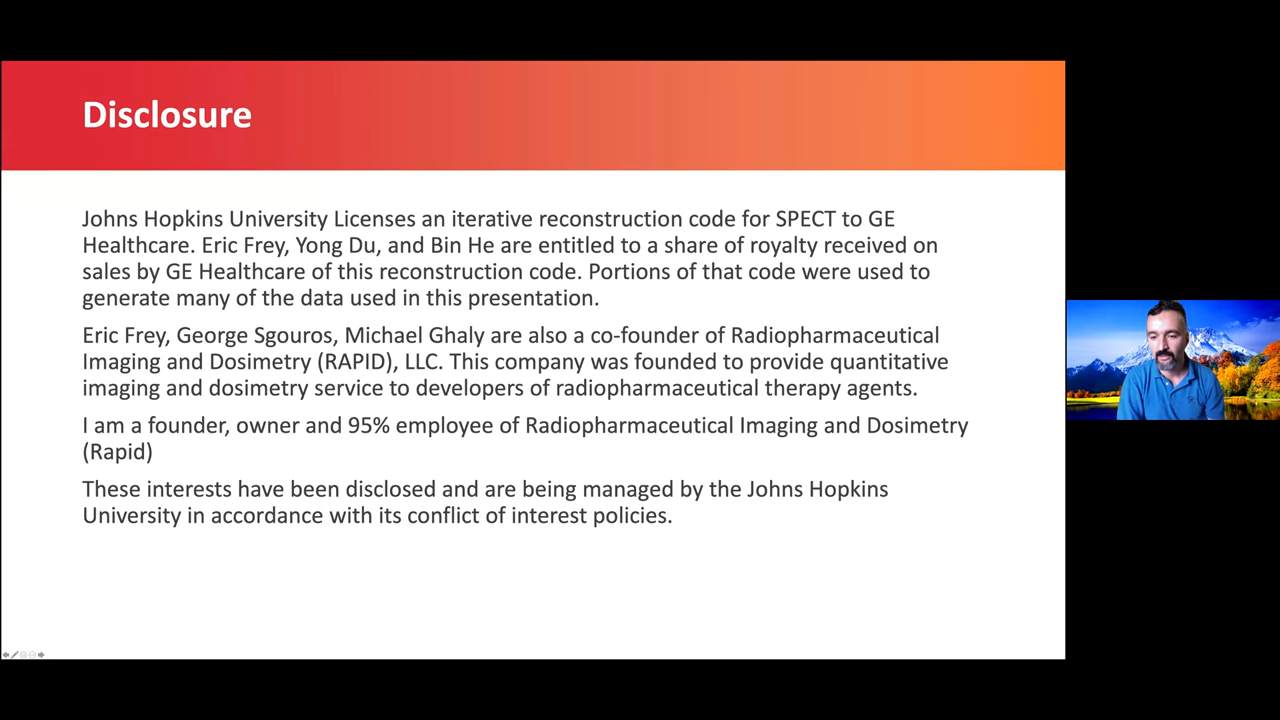 Disclosure
Johns Hopkins University Licenses an iterative reconstruction code for SPECT to GE
Healthcare. Eric Frey, Yong Du, and Bin He are entitled to a share of royalty received on
sales by GE Healthcare of this reconstruction code. Portions of that code were used to
generate many of the data used in this presentation.
Eric Frey, George Sgouros, Michael Ghaly are also a co-founder of Radiopharmaceutical
Imaging and Dosimetry (RAPID), LLC. This company was founded to provide quantitative
imaging and dosimetry service to developers of radiopharmaceutical therapy agents.
I am a founder, owner and 95% employee of Radiopharmaceutical Imaging and Dosimetry
(Rapid)
These interests have been disclosed and are being managed by the Johns Hopkins
University in accordance with its conflict of interest policies.